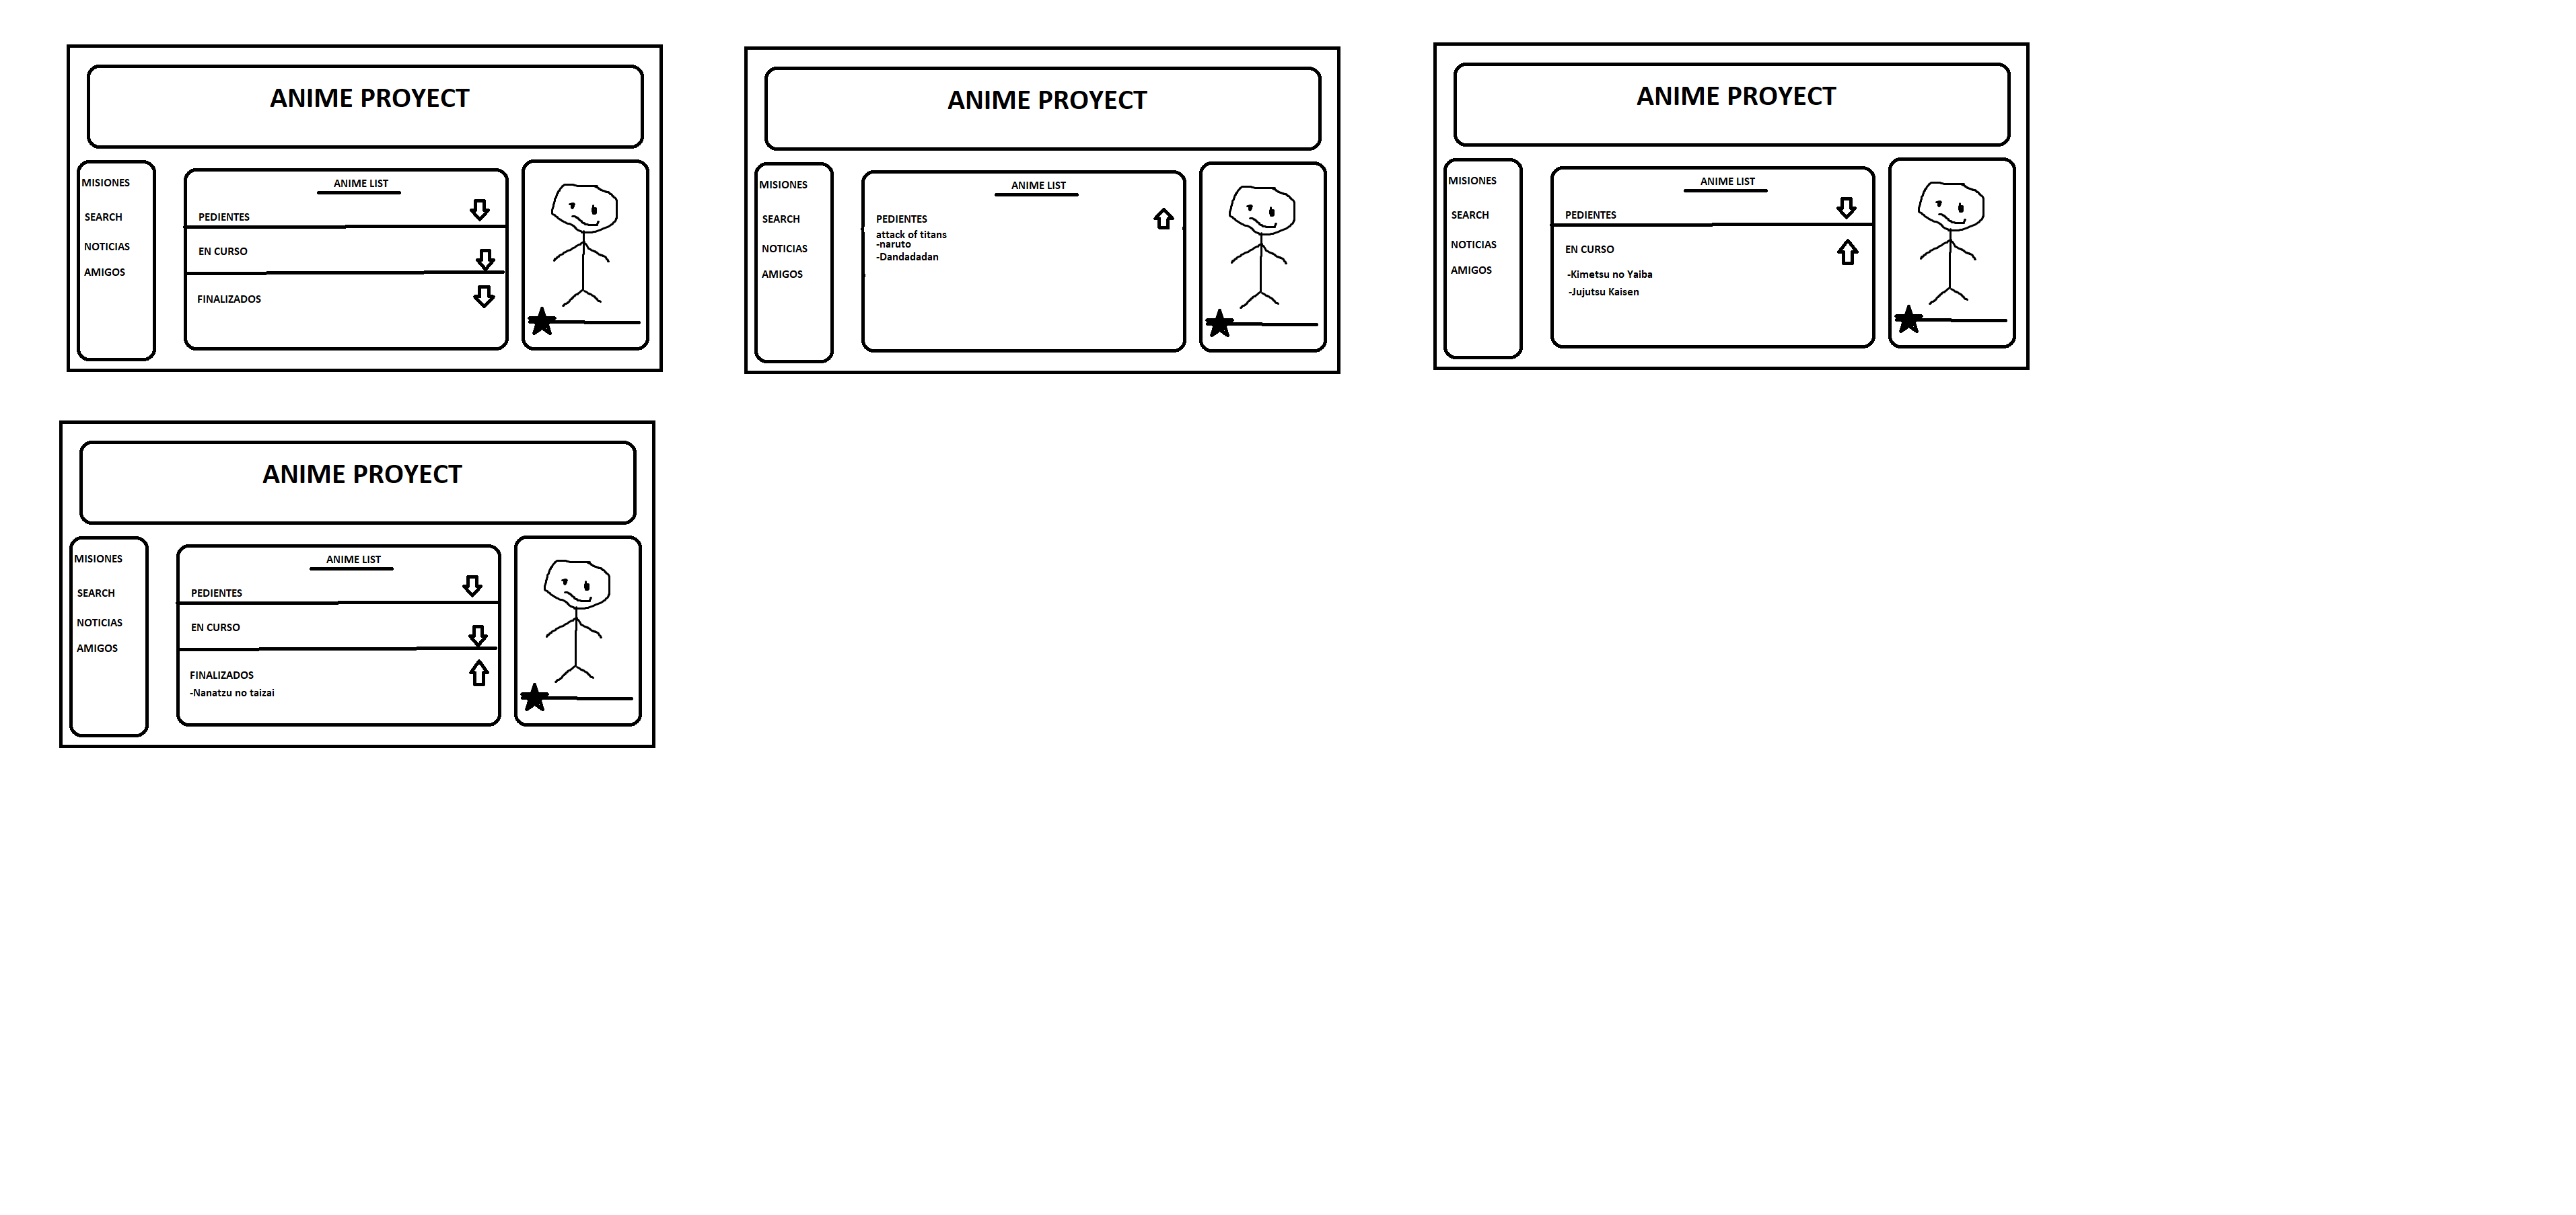 ANIME PROYECT
MISIONES
SEARCH
NOTICIAS
AMIGOS
ANIME LIST
PEDIENTES
EN CURSO
FINALIZADOS
ANIME PROYECT
MISIONES
SEARCH
NOTICIAS
AMIGOS
ANIME LIST
PEDIENTES
attack of titans
-naruto
-Dandadadan
ANIME PROYECT
MISIONES
SEARCH
NOTICIAS
AMIGOS
ANIME LIST
PEDIENTES
EN CURSO
-Kimetsu no Yaiba
-Jujutsu Kaisen
ANIME PROYECT
MISIONES
SEARCH
NOTICIAS
AMIGOS
ANIME LIST
PEDIENTES
EN CURSO
FINALIZADOS
-Nanatzu no taizai